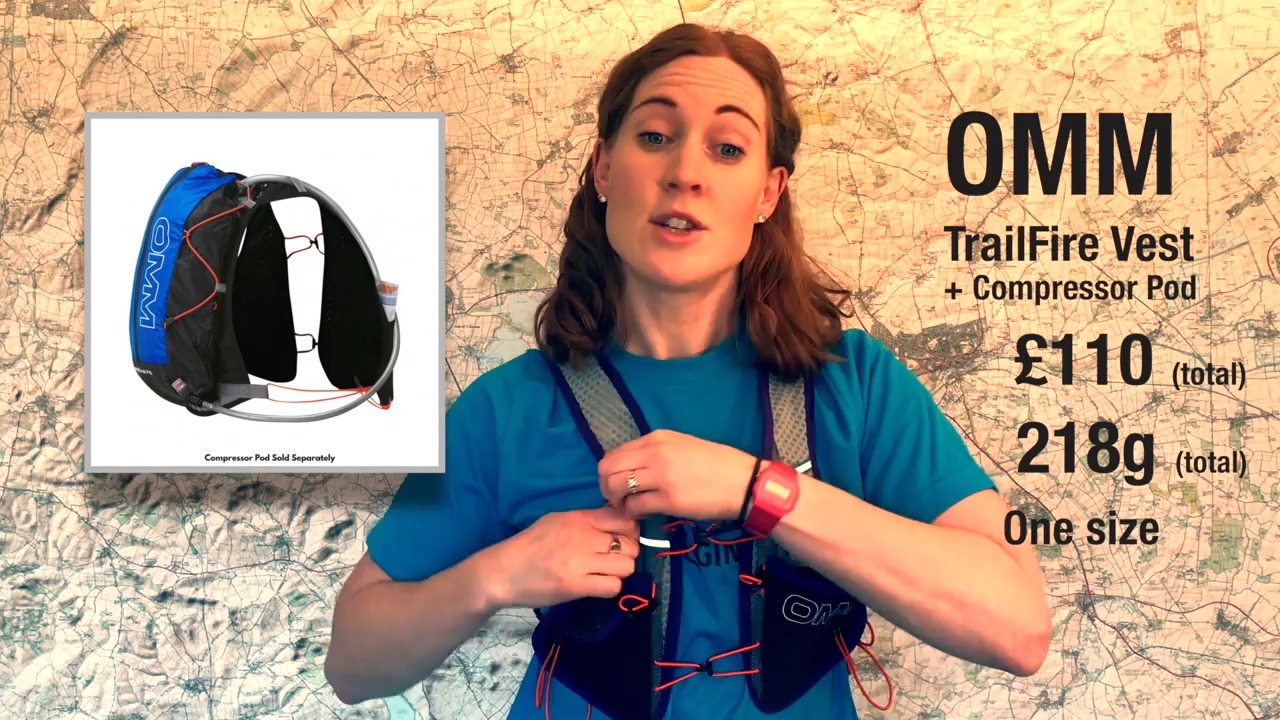 OMM
Compressor Pod Sold Separately
OMM
TrailFire Vest
+ Compressor Pod
£110 (total)
218g (total)
One size
OMM